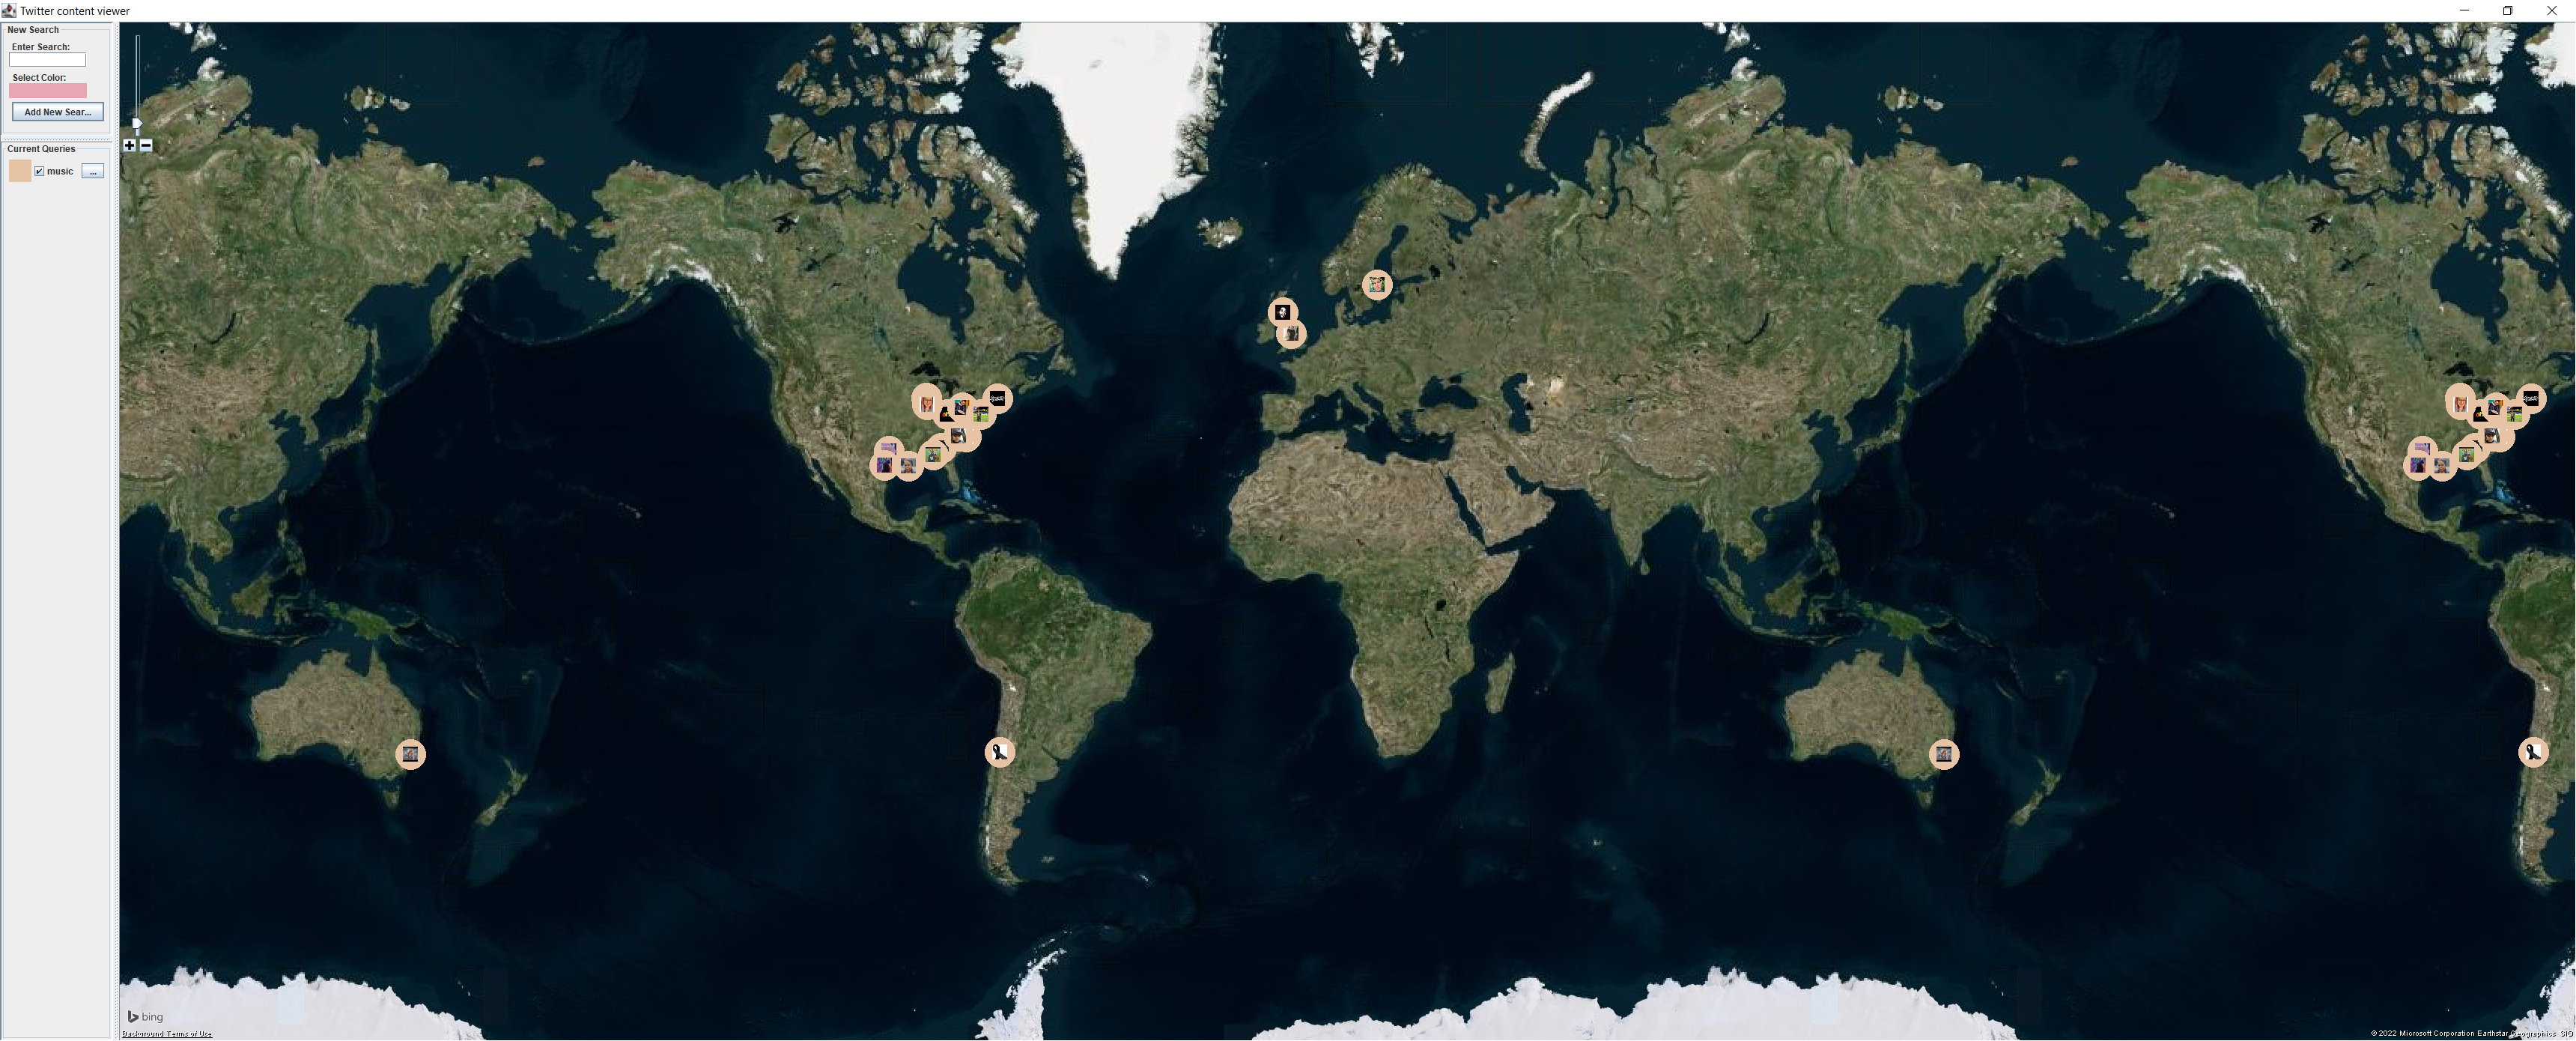 Twitter content viewer
New Search
Enter Search:
Select Color:
Add New Sear...
Current Queries
music
...
bing
Background Terms of Use
© 2022 Microsoft Corporation Earthstar Geographics SIO